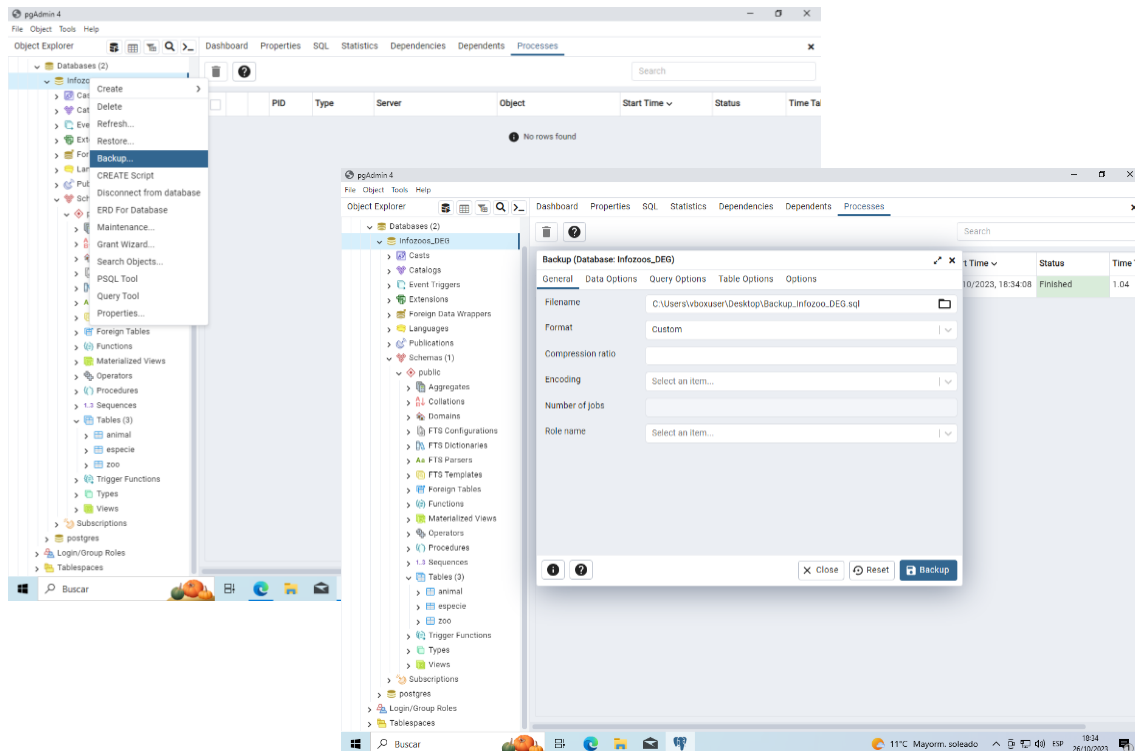 pgAdmin 4
File Object Tools Help
Object Explorer
Dashboard Properties SQL Statistics Dependencies Dependents Processes
Databases (2)
Search
PID Type Server Object Start Time Status
No rows found
Create
Delete
Refresh...
Restore...
Backup...
CREATE Script
Disconnect from database
ERD For Database
Maintenance...
Grant Wizard...
Search Objects...
PSQL Tool
Query Tool
Properties...
Foreign Tables
Functions
Materialized Views
Operators
Procedures
1..3 Sequences
Tables (3)
animal
especie
zoo
Trigger Functions
Types
Views
Subscriptions
postgres
Login/Group Roles
Tablespaces
Buscar
pgAdmin 4
File Object Tools Help
Object Explorer
Dashboard Properties SQL Statistics Dependencies Dependents Processes
Search
Databases (2)
Infozoos_DEG
Casts
Catalogs
Event Triggers
Extensions
Foreign Data Wrappers
Languages
Publications
Schemas (1)
public
Aggregates
Collations
Domains
FTS Configurations
FTS Dictionaries
Aa FTS Parsers
FTS Templates
Foreign Tables
Functions
Materialized Views
Operators
Procedures
1..3 Sequences
Tables (3)
animal
especie
zoo
Trigger Functions
Types
Views
Subscriptions
postgres
Login/Group Roles
Tablespaces
t Time Status Time
10/2023, 18:34:08 Finished 1.04
Backup (Database: Infozoos_DEG)
General Data Options Query Options Table Options Options
Filename C:\Users\vboxuser\Desktop\Backup_Infozoo_DEG.sql
Format Custom
Compression ratio
Encoding Select an item...
Number of jobs
Role name Select an item...
Close Reset Backup
Buscar
11°C Mayorm. soleado ESP 18:34
26/10/2023